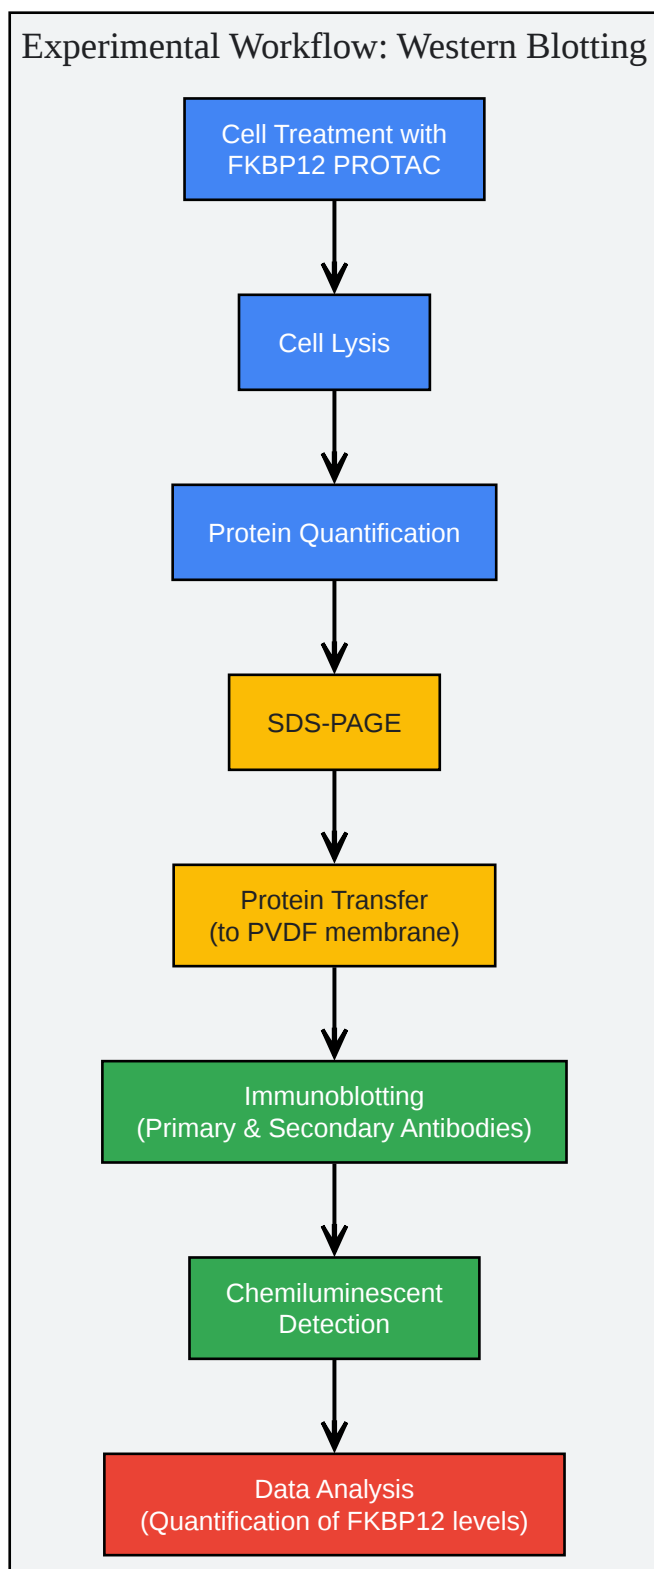 Experimental Workflow: Western Blotting
Cell Treatment with
FKBP12 PROTAC
Cell Lysis
Protein Quantification
SDS-PAGE
Protein Transfer
(to PVDF membrane)
Immunoblotting
(Primary & Secondary Antibodies)
Chemiluminescent
Detection
Data Analysis
(Quantification of FKBP12 levels)